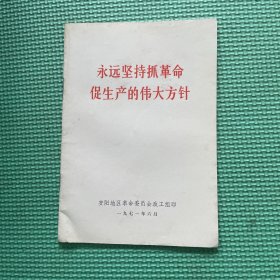 永远坚持抓革命
促生产的伟大方针
安阳地区革命委员会政工组印
一九七一年六月